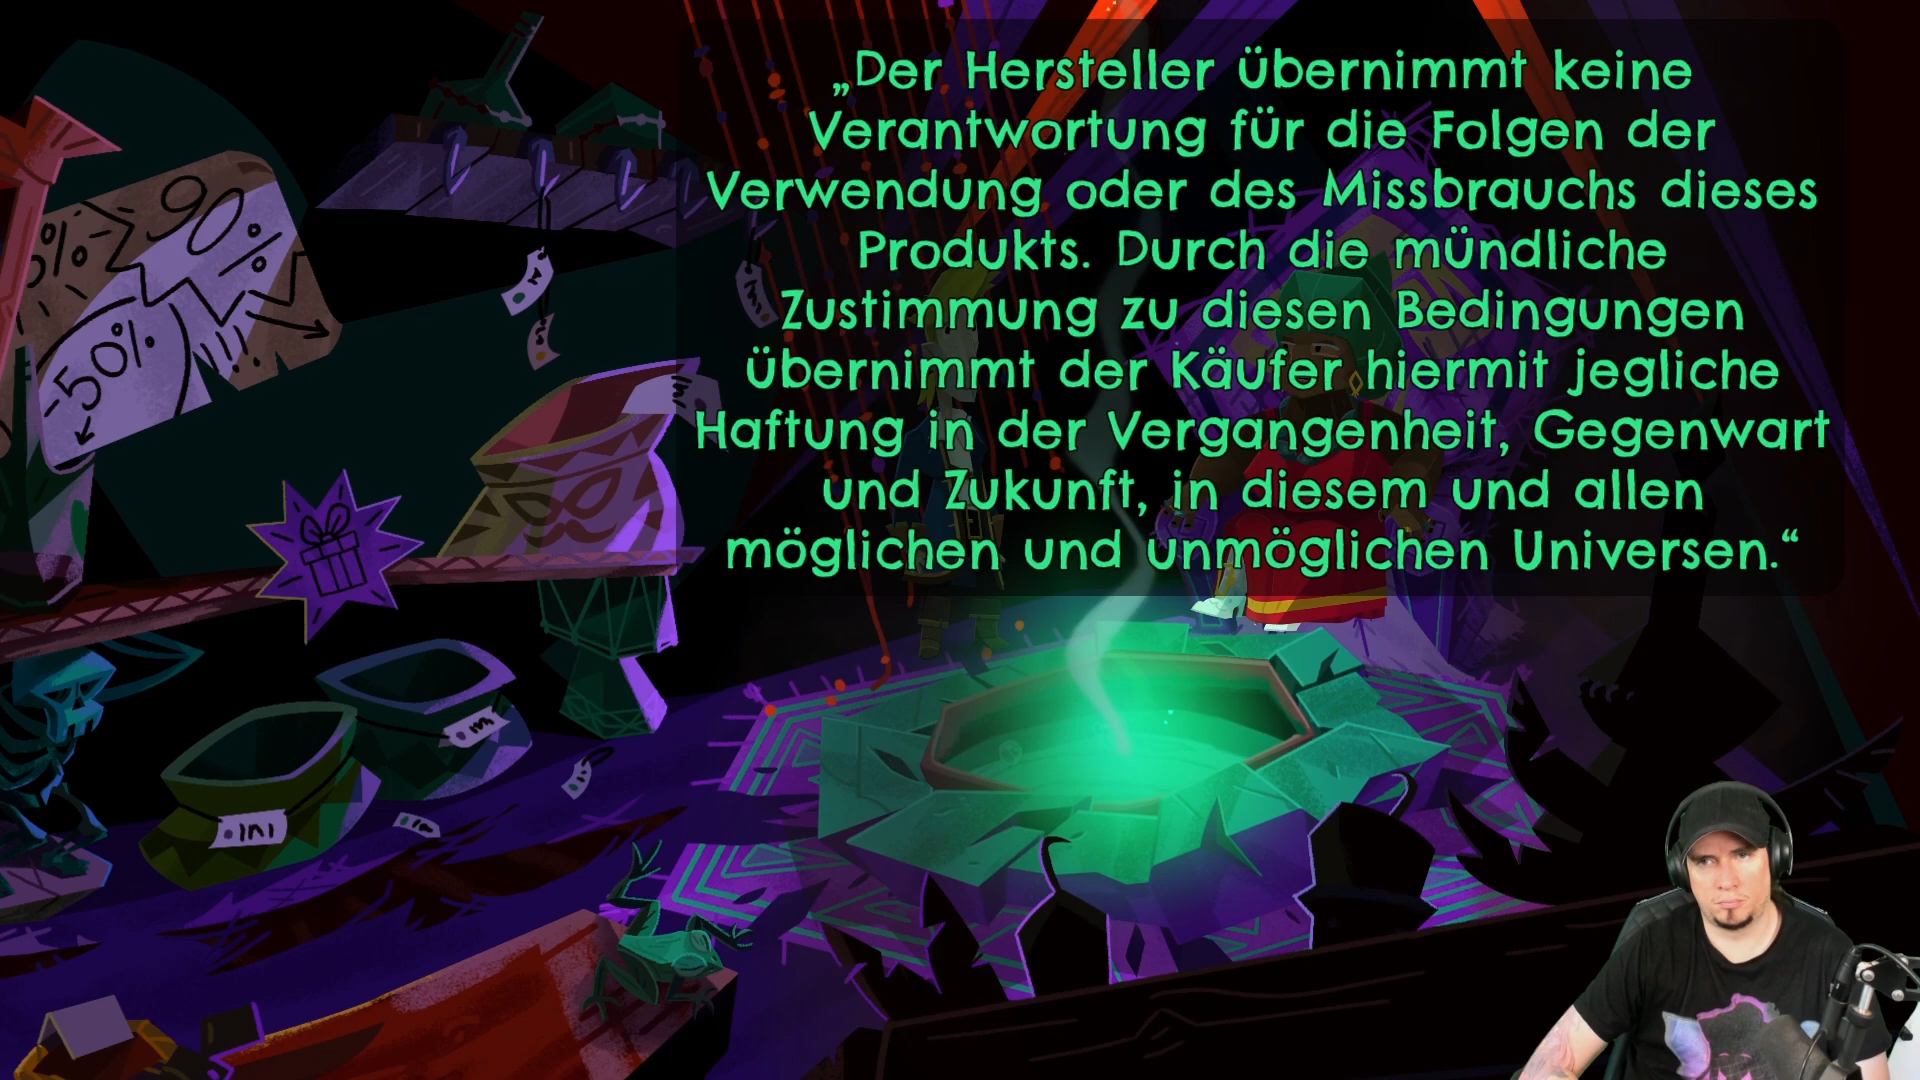 „Der Hersteller übernimmt keine
Verantwortung für die Folgen der
Verwendung oder des Missbrauchs dieses
Produkts. Durch die mündliche
Zustimmung zu diesen Bedingungen
übernimmt der Käufer hiermit jegliche
Haftung in der Vergangenheit, Gegenwart
und Zukunft, in diesem und allen
möglichen und unmöglichen Universen.“
90%
-50%